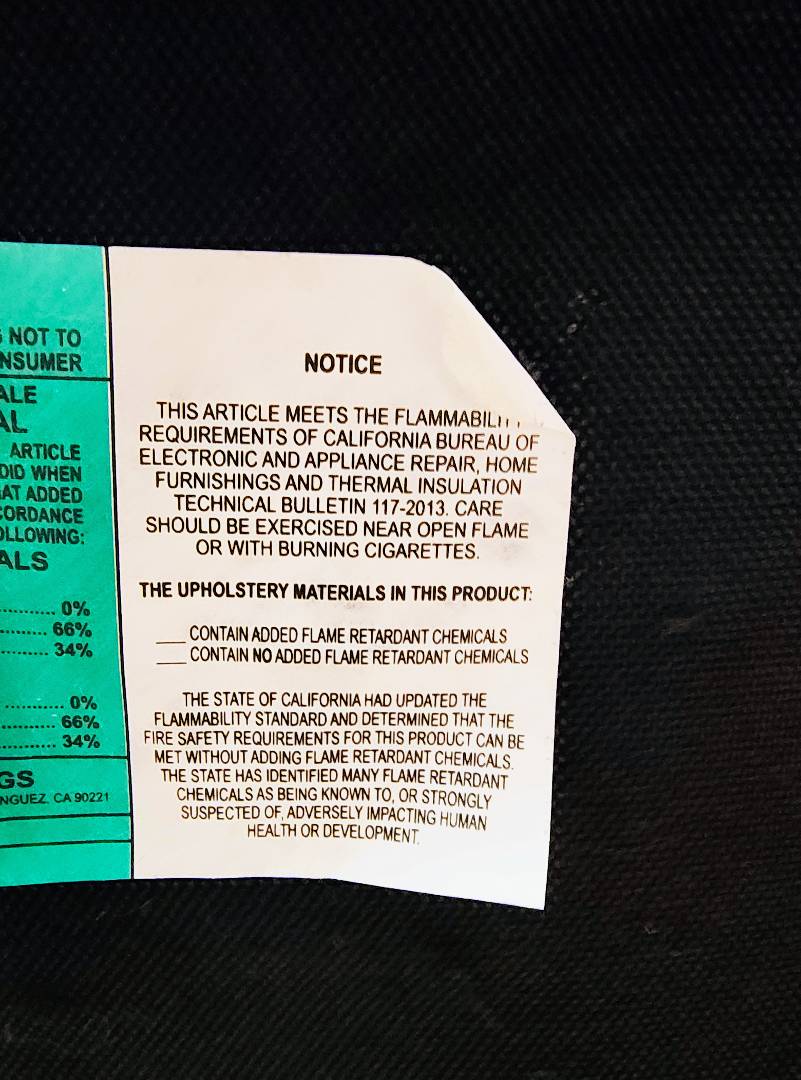 NOT TO
NSUMER
ALE
AL
ARTICLE
DID WHEN
AT ADDED
CORDANCE
OLLOWING:
ALS
............ 0%
............ 66%
............ 34%
............ 0%
............ 66%
............ 34%
GS
NGUEZ, CA 90221
NOTICE
THIS ARTICLE MEETS THE FLAMMABILIT
REQUIREMENTS OF CALIFORNIA BUREAU OF
ELECTRONIC AND APPLIANCE REPAIR, HOME
FURNISHINGS AND THERMAL INSULATION
TECHNICAL BULLETIN 117-2013. CARE
SHOULD BE EXERCISED NEAR OPEN FLAME
OR WITH BURNING CIGARETTES.
THE UPHOLSTERY MATERIALS IN THIS PRODUCT:
___ CONTAIN ADDED FLAME RETARDANT CHEMICALS
___ CONTAIN NO ADDED FLAME RETARDANT CHEMICALS
THE STATE OF CALIFORNIA HAD UPDATED THE
FLAMMABILITY STANDARD AND DETERMINED THAT THE
FIRE SAFETY REQUIREMENTS FOR THIS PRODUCT CAN BE
MET WITHOUT ADDING FLAME RETARDANT CHEMICALS.
THE STATE HAS IDENTIFIED MANY FLAME RETARDANT
CHEMICALS AS BEING KNOWN TO, OR STRONGLY
SUSPECTED OF, ADVERSELY IMPACTING HUMAN
HEALTH OR DEVELOPMENT.